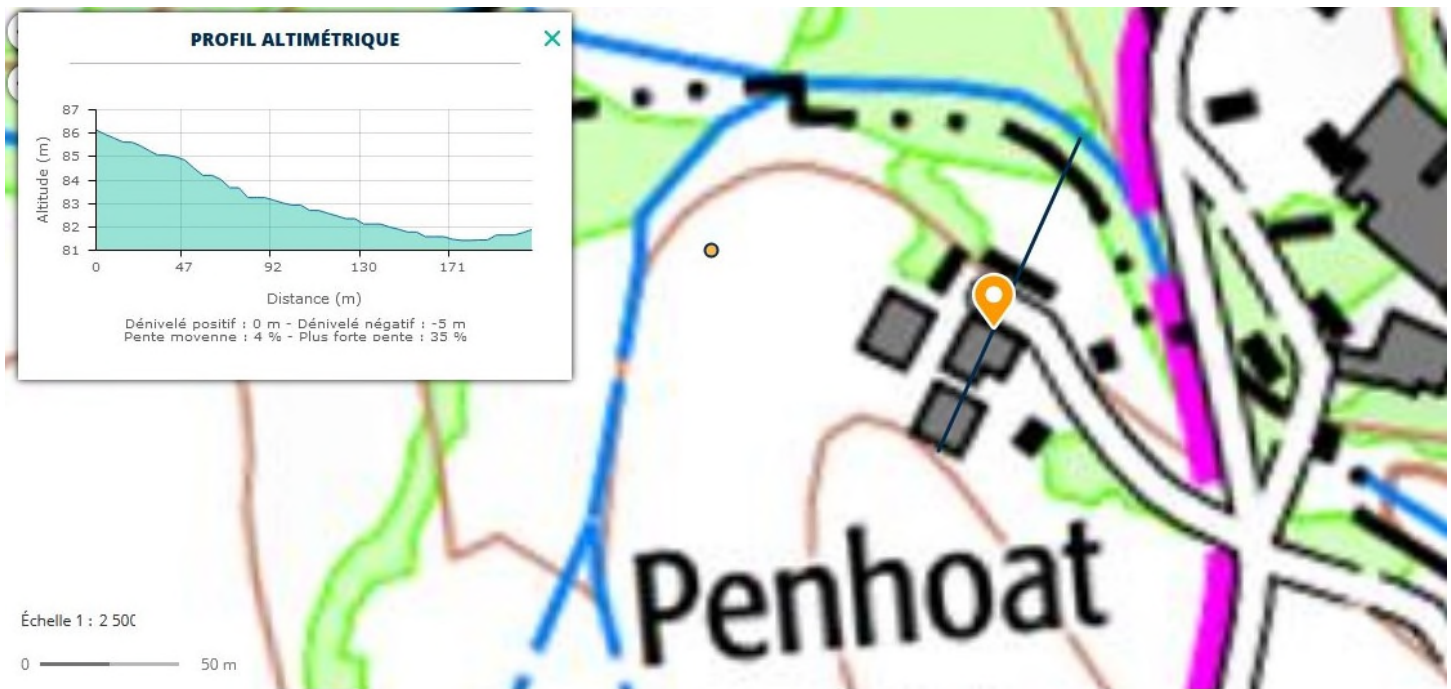 PROFIL ALTIMÉTRIQUE
Altitude (m)
87
86
85
84
83
82
81
0 47 92 130 171
Distance (m)
Dénivelé positif : 0 m - Dénivelé négatif : -5 m
Pente moyenne : 4 % - Plus forte pente : 35 %
Penhoat
Échelle 1 : 2 500
0 50 m